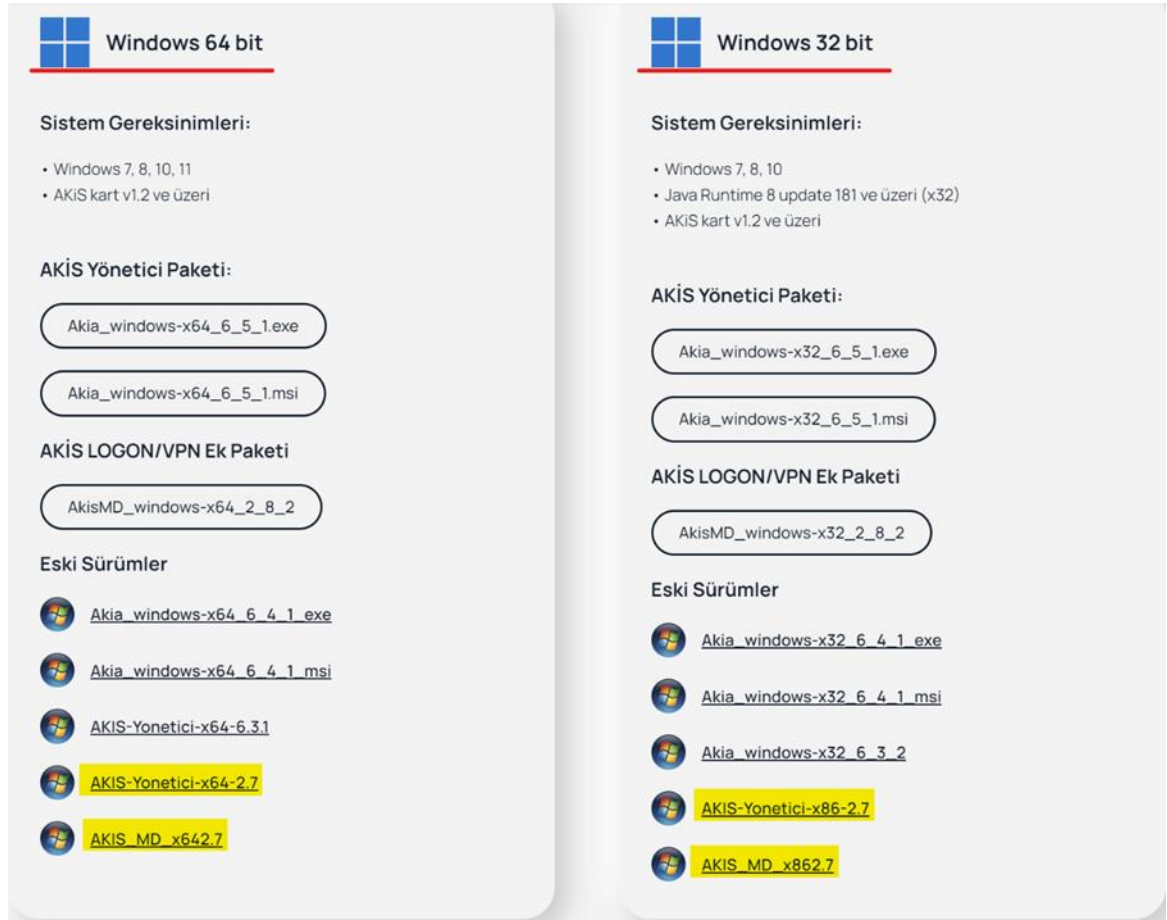 Windows 64 bit
Sistem Gereksinimleri:
• Windows 7, 8, 10, 11
• AKiS kart v1.2 ve üzeri
AKİS Yönetici Paketi:
Akia_windows-x64_6_5_1.exe
Akia_windows-x64_6_5_1.msi
AKİS LOGON/VPN Ek Paketi
AkisMD_windows-x64_2_8_2
Eski Sürümler
Akia_windows-x64_6_4_1_exe
Akia_windows-x64_6_4_1_msi
AKIS-Yonetici-x64-6.3.1
AKIS-Yonetici-x64-2.7
AKIS_MD_x642.7
Windows 32 bit
Sistem Gereksinimleri:
• Windows 7, 8, 10
• Java Runtime 8 update 181 ve üzeri (x32)
• AKiS kart v1.2 ve üzeri
AKİS Yönetici Paketi:
Akia_windows-x32_6_5_1.exe
Akia_windows-x32_6_5_1.msi
AKİS LOGON/VPN Ek Paketi
AkisMD_windows-x32_2_8_2
Eski Sürümler
Akia_windows-x32_6_4_1_exe
Akia_windows-x32_6_4_1_msi
Akia_windows-x32_6_3_2
AKIS-Yonetici-x86-2.7
AKIS_MD_x862.7